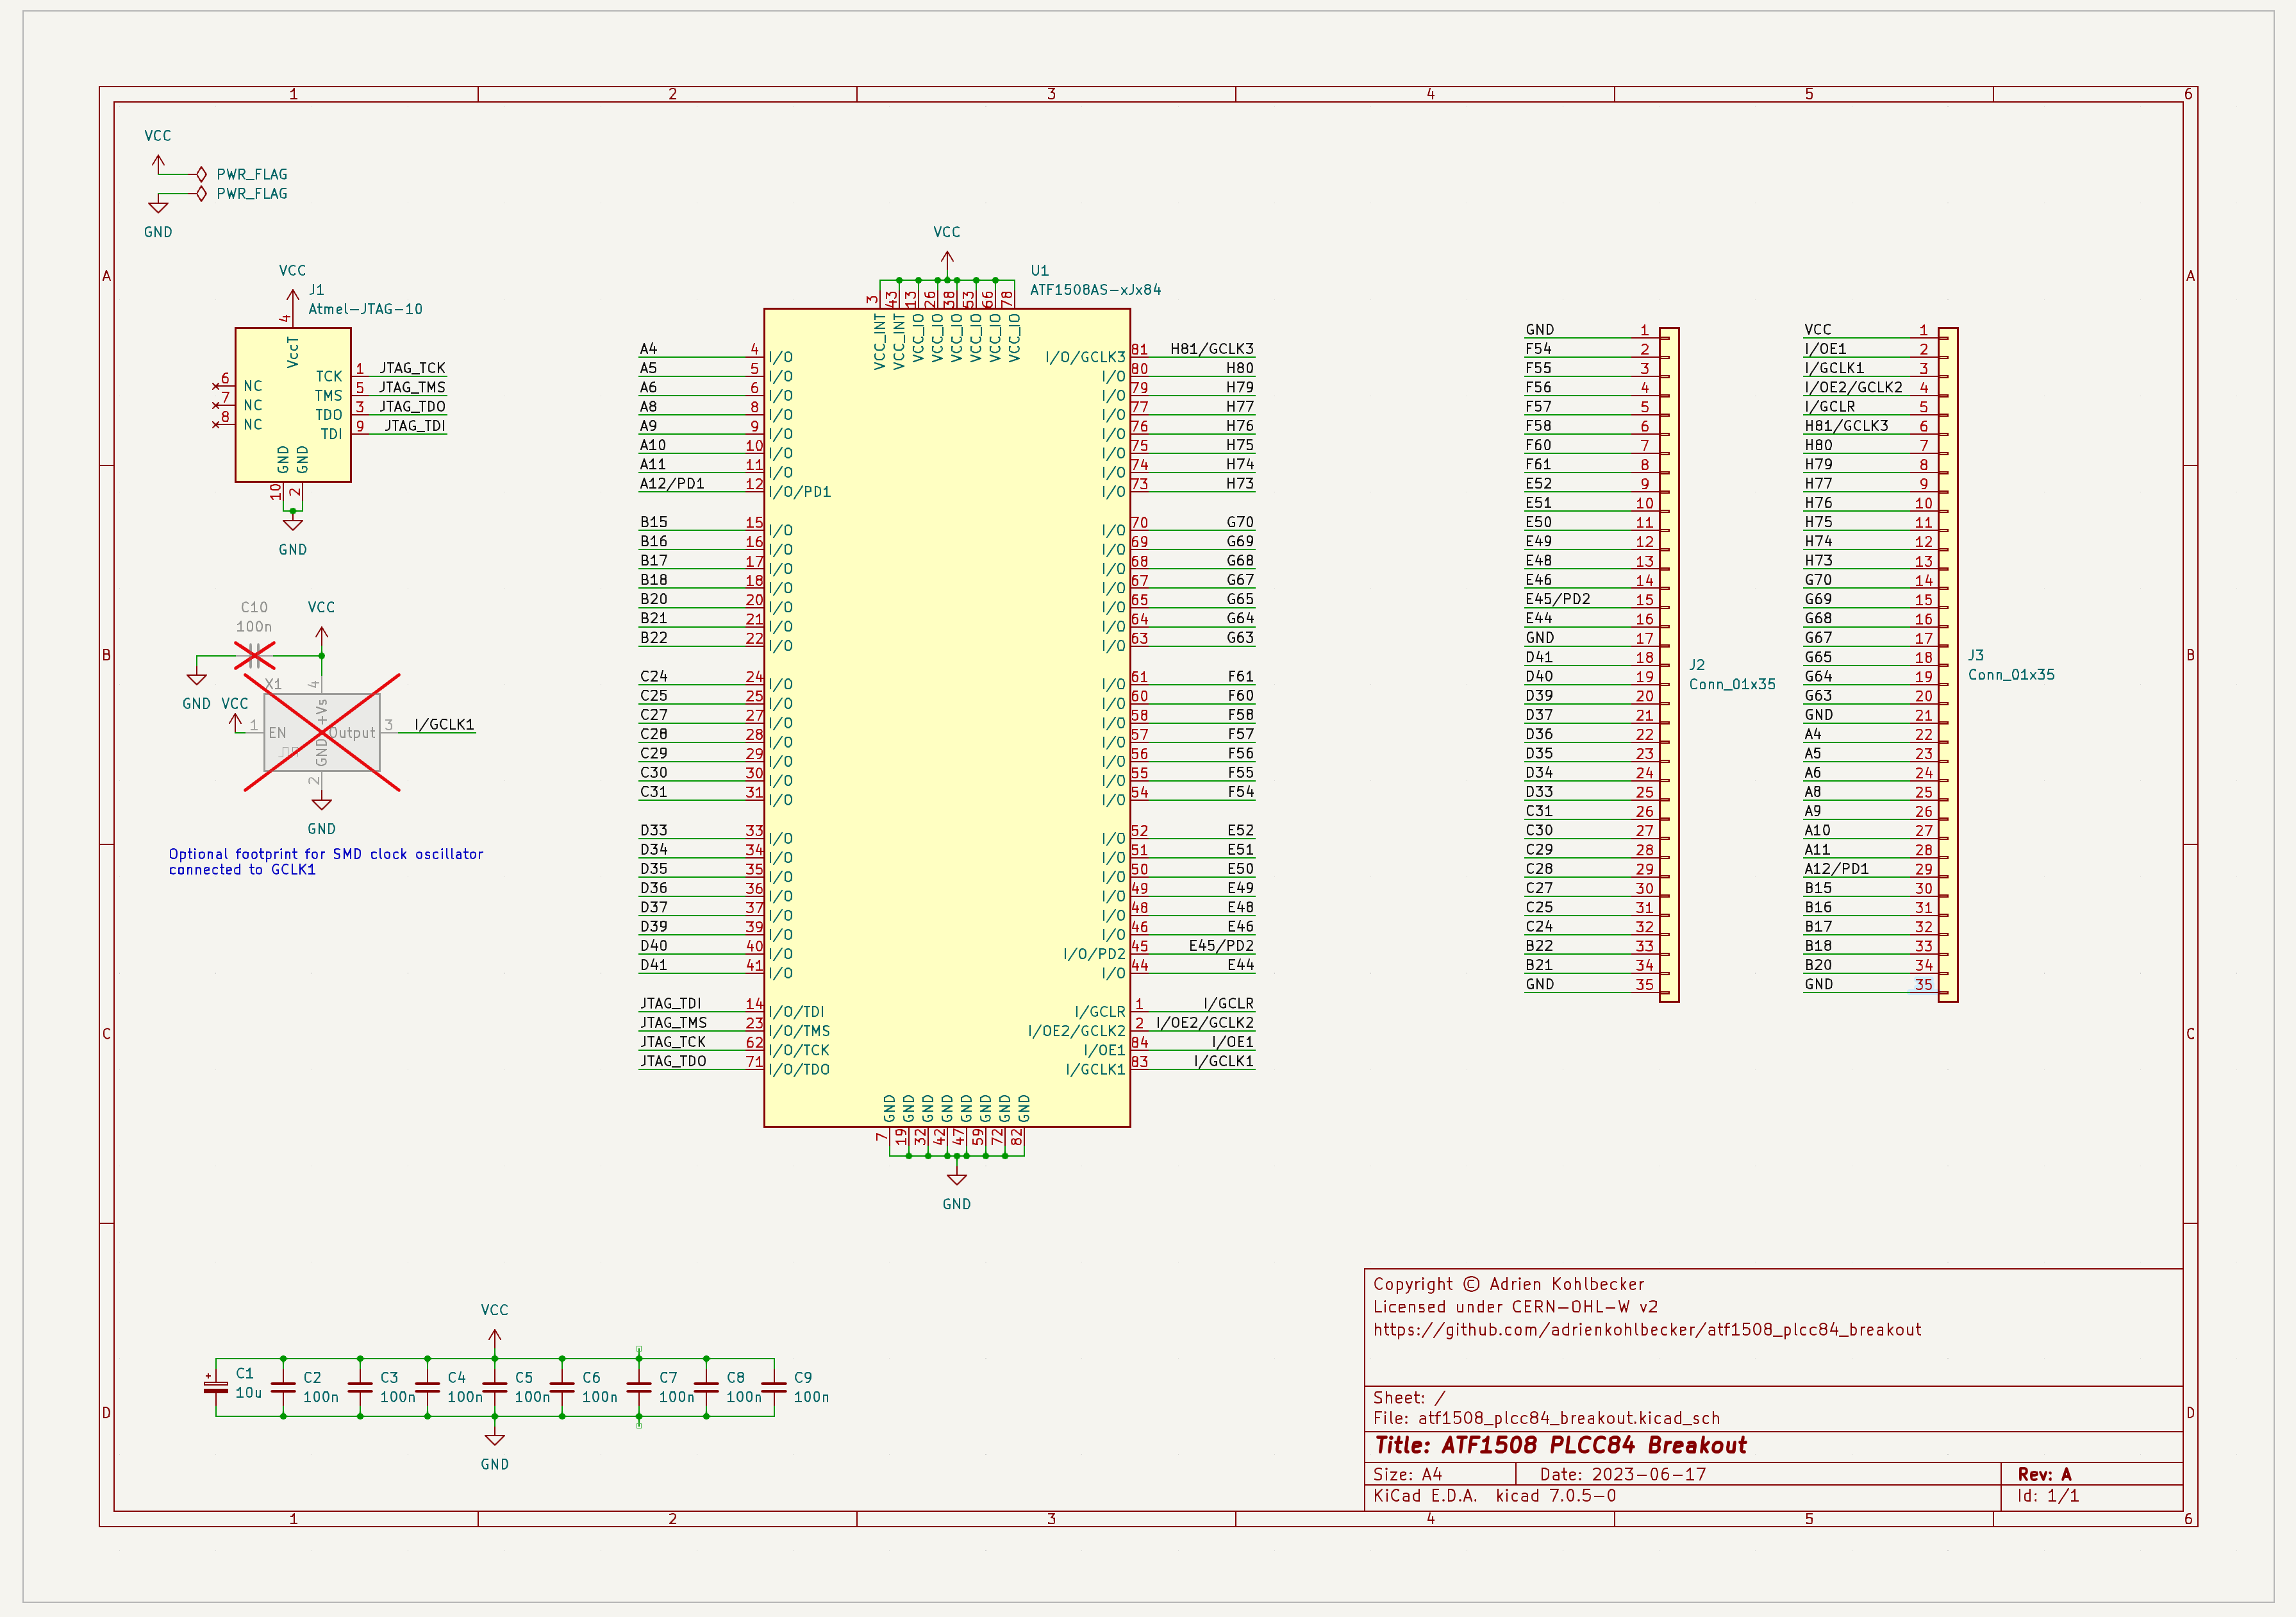 1 2 3 4 5 6
A
B
C
D
A
B
C
D
VCC
PWR_FLAG
PWR_FLAG
GND
VCC
J1
Atmel-JTAG-10
4
VccT
6 NC
7 NC
8 NC
TCK 1 JTAG_TCK
TMS 5 JTAG_TMS
TDO 3 JTAG_TDO
TDI 9 JTAG_TDI
GND GND
10 2
GND
C10
100n
VCC
GND
VCC
X1
4
+Vs
1 EN
Output 3 I/GCLK1
GND
2
GND
Optional footprint for SMD clock oscillator
connected to GCLK1
VCC
U1
ATF1508AS-xJx84
3 43 13 26 38 53 66 78
VCC_INT VCC_INT VCC_IO VCC_IO VCC_IO VCC_IO VCC_IO VCC_IO
A4 4 I/O
A5 5 I/O
A6 6 I/O
A8 8 I/O
A9 9 I/O
A10 10 I/O
A11 11 I/O
A12/PD1 12 I/O/PD1
B15 15 I/O
B16 16 I/O
B17 17 I/O
B18 18 I/O
B20 20 I/O
B21 21 I/O
B22 22 I/O
C24 24 I/O
C25 25 I/O
C27 27 I/O
C28 28 I/O
C29 29 I/O
C30 30 I/O
C31 31 I/O
D33 33 I/O
D34 34 I/O
D35 35 I/O
D36 36 I/O
D37 37 I/O
D39 39 I/O
D40 40 I/O
D41 41 I/O
JTAG_TDI 14 I/O/TDI
JTAG_TMS 23 I/O/TMS
JTAG_TCK 62 I/O/TCK
JTAG_TDO 71 I/O/TDO
I/O/GCLK3 81 H81/GCLK3
I/O 80 H80
I/O 79 H79
I/O 77 H77
I/O 76 H76
I/O 75 H75
I/O 74 H74
I/O 73 H73
I/O 70 G70
I/O 69 G69
I/O 68 G68
I/O 67 G67
I/O 65 G65
I/O 64 G64
I/O 63 G63
I/O 61 F61
I/O 60 F60
I/O 58 F58
I/O 57 F57
I/O 56 F56
I/O 55 F55
I/O 54 F54
I/O 52 E52
I/O 51 E51
I/O 50 E50
I/O 49 E49
I/O 48 E48
I/O 46 E46
I/O/PD2 45 E45/PD2
I/O 44 E44
I/GCLR 1 I/GCLR
I/OE2/GCLK2 2 I/OE2/GCLK2
I/OE1 84 I/OE1
I/GCLK1 83 I/GCLK1
GND GND GND GND GND GND GND GND
7 19 32 42 47 59 72 82
GND
GND 1
F54 2
F55 3
F56 4
F57 5
F58 6
F60 7
F61 8
E52 9
E51 10
E50 11
E49 12
E48 13
E46 14
E45/PD2 15
E44 16
GND 17
D41 18
D40 19
D39 20
D37 21
D36 22
D35 23
D34 24
D33 25
C31 26
C30 27
C29 28
C28 29
C27 30
C25 31
C24 32
B22 33
B21 34
GND 35
J2
Conn_01x35
VCC 1
I/OE1 2
I/GCLK1 3
I/OE2/GCLK2 4
I/GCLR 5
H81/GCLK3 6
H80 7
H79 8
H77 9
H76 10
H75 11
H74 12
H73 13
G70 14
G69 15
G68 16
G67 17
G65 18
G64 19
G63 20
GND 21
A4 22
A5 23
A6 24
A8 25
A9 26
A10 27
A11 28
A12/PD1 29
B15 30
B16 31
B17 32
B18 33
B20 34
GND 35
J3
Conn_01x35
VCC
C1
10u
C2
100n
C3
100n
C4
100n
C5
100n
C6
100n
C7
100n
C8
100n
C9
100n
GND
Copyright © Adrien Kohlbecker
Licensed under CERN-OHL-W v2
https://github.com/adrienkohlbecker/atf1508_plcc84_breakout
Sheet: /
File: atf1508_plcc84_breakout.kicad_sch
Title: ATF1508 PLCC84 Breakout
Size: A4 Date: 2023-06-17 Rev: A
KiCad E.D.A. kicad 7.0.5-0 Id: 1/1
1 2 3 4 5 6